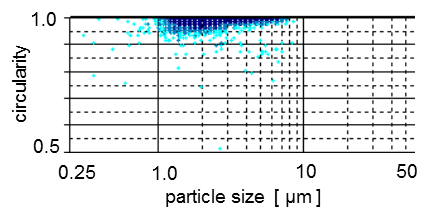 1.0
circularity
0.5
0.25 1.0 10 50
particle size [ µm ]